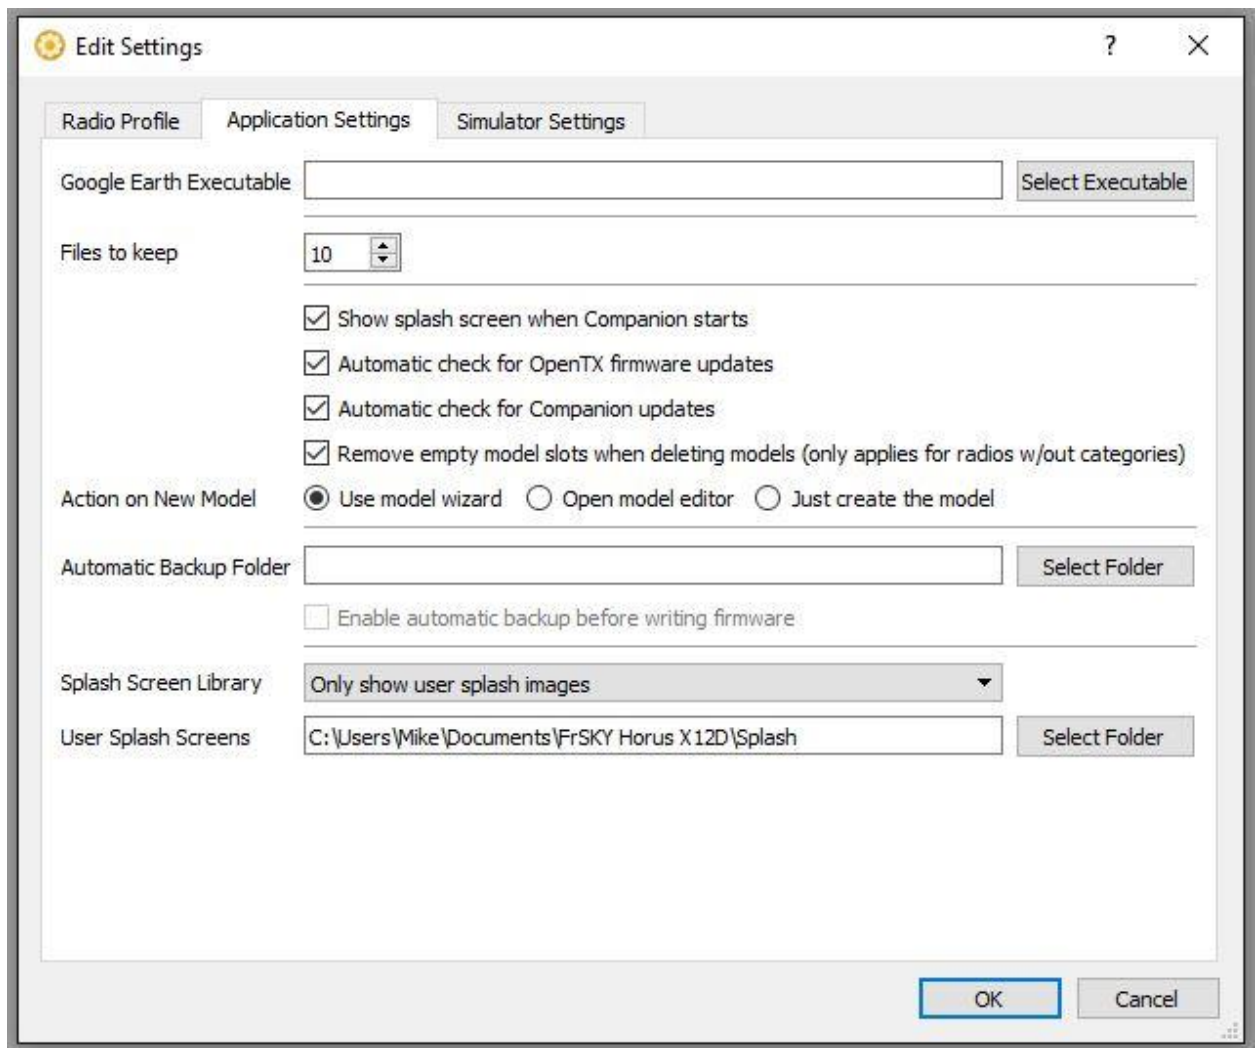 Edit Settings ?
Radio Profile Application Settings Simulator Settings
Google Earth Executable Select Executable
Files to keep 10
Show splash screen when Companion starts
Automatic check for OpenTX firmware updates
Automatic check for Companion updates
Remove empty model slots when deleting models (only applies for radios w/out categories)
Action on New Model Use model wizard Open model editor Just create the model
Automatic Backup Folder Select Folder
Enable automatic backup before writing firmware
Splash Screen Library Only show user splash images
User Splash Screens C:\Users\Mike\Documents\FrSKY Horus X12D\Splash Select Folder
OK Cancel